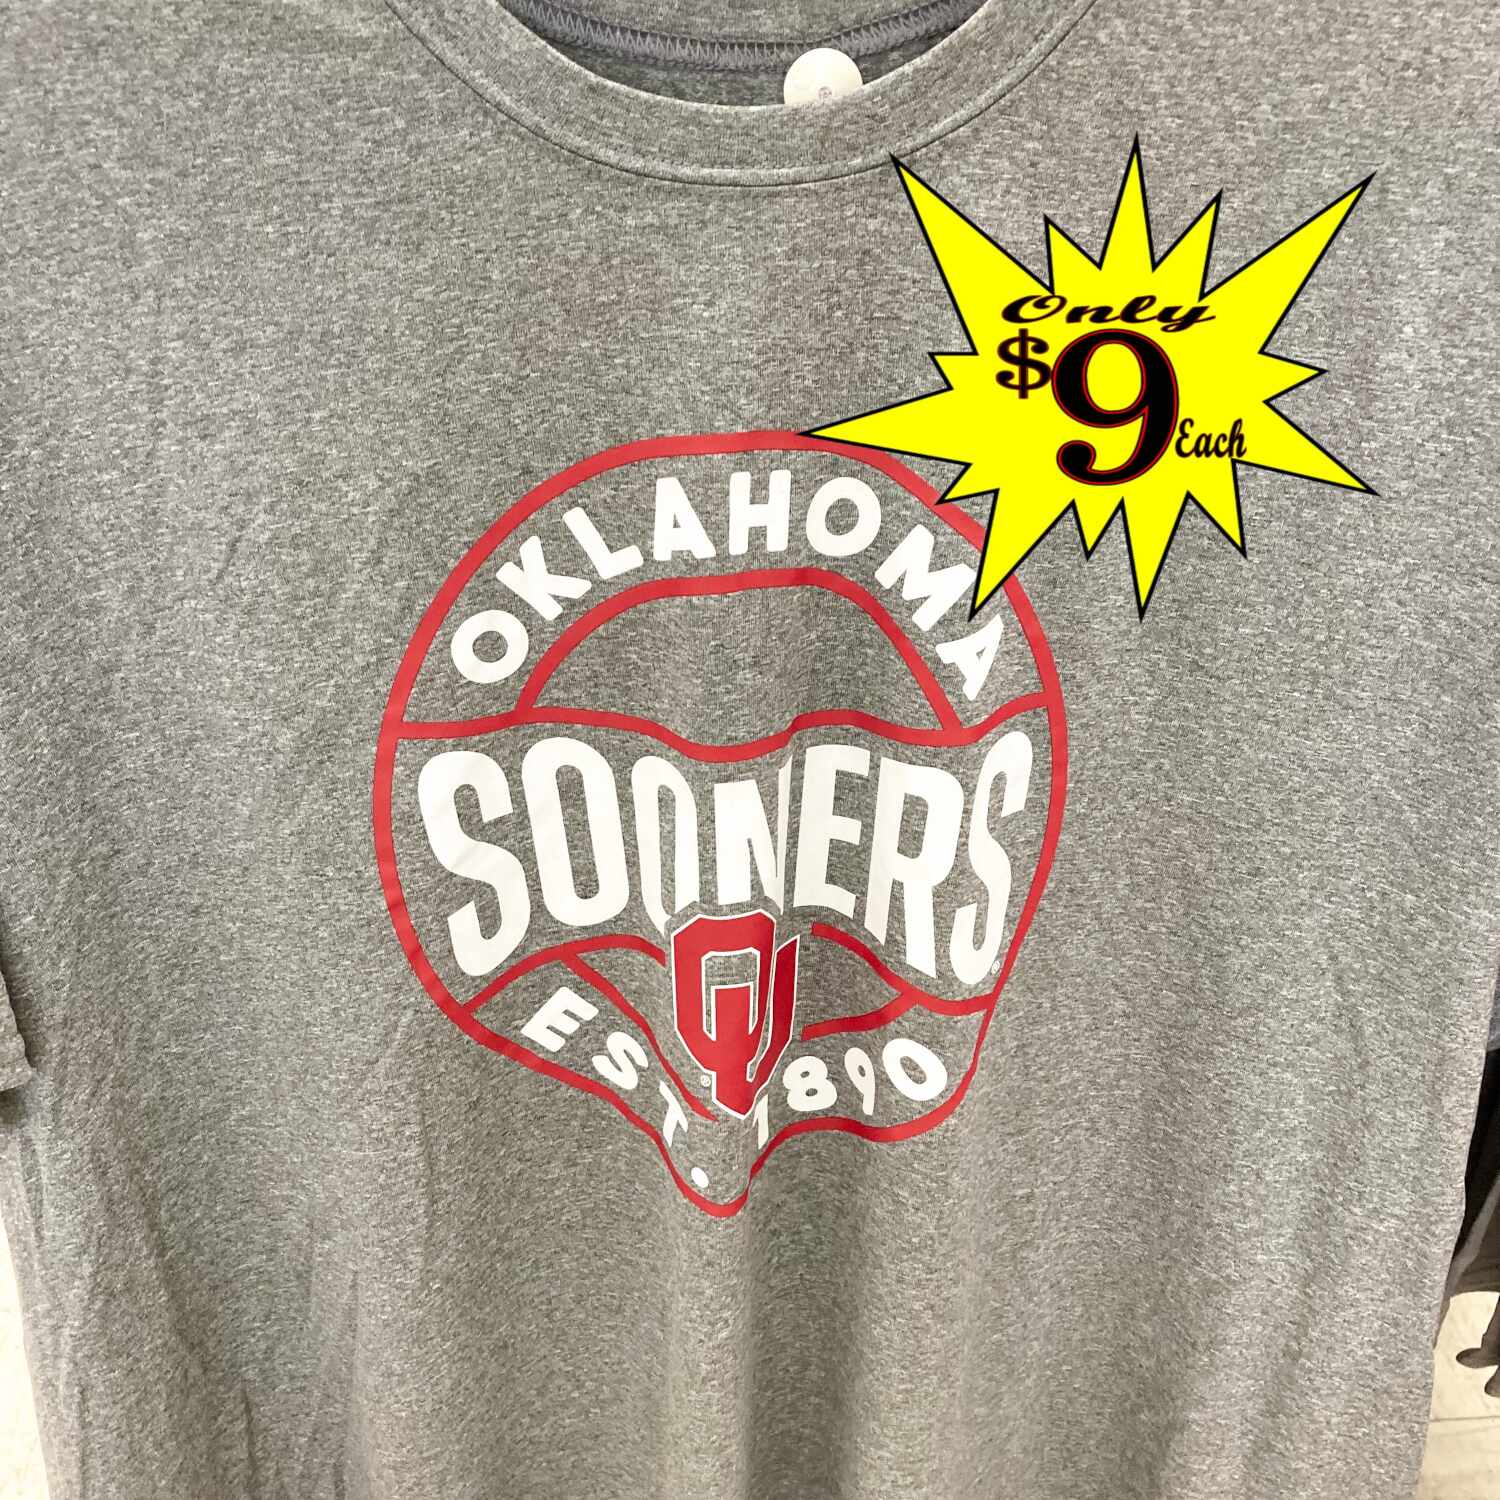 Only
$9 Each
OKLAHOMA
SOONERS®
OU®
EST. 1890